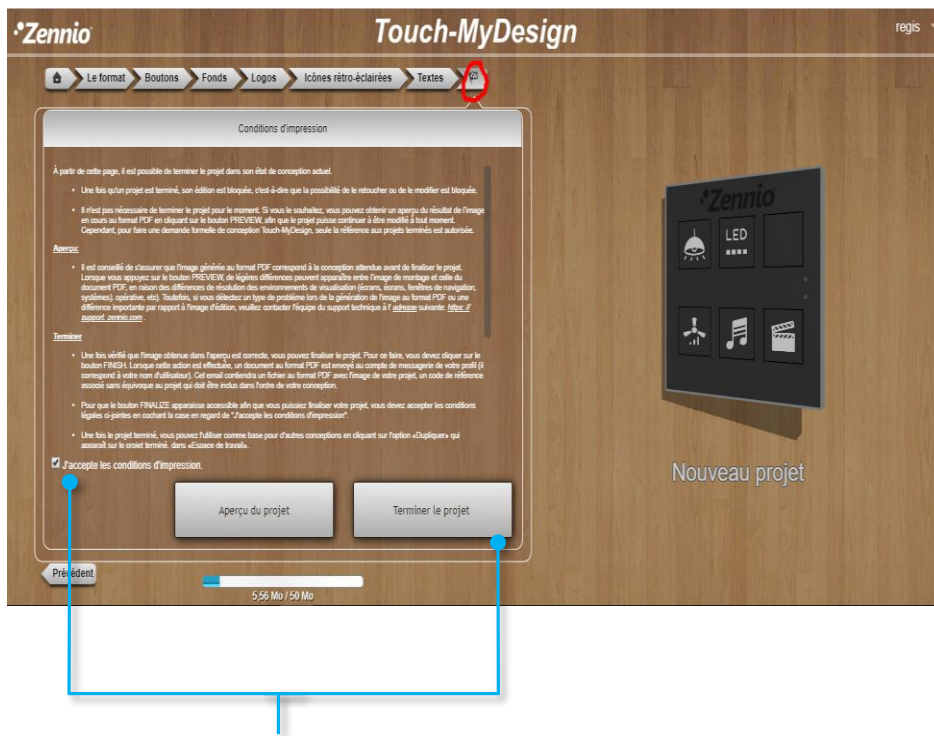 Zennio
Touch-MyDesign
regis
Le format
Boutons
Fonds
Logos
Icônes rétro-éclairées
Textes
Conditions d'impression
À partir de cette page, il est possible de terminer le projet dans son état de conception actuel.
• Une fois qu'un projet est terminé, son édition est bloquée, c'est-à-dire que la possibilité de le retoucher ou de le modifier est bloquée.
• Il n'est pas nécessaire de terminer le projet pour le moment. Si vous le souhaitez, vous pouvez obtenir un aperçu du résultat de l'image
en cours au format PDF en cliquant sur le bouton PREVIEW, afin que le projet puisse continuer à être modifié à tout moment.
Cependant, pour faire une demande formelle de conception Touch-MyDesign, seule la référence aux projets terminés est autorisée.
Aperçu:
• Il est conseillé de s'assurer que l'image générée au format PDF correspond à la conception attendue avant de finaliser le projet.
Lorsque vous appuyez sur le bouton PREVIEW, de légères différences peuvent apparaître entre l'image de montage et celle du
document PDF, en raison des différences de résolution des environnements de visualisation (écrans, écrans, fenêtres de navigation,
systèmes). opérative, etc). Toutefois, si vous détectez un type de problème lors de la génération de l'image au format PDF ou une
différence importante par rapport à l'image d'édition, veuillez contacter l'équipe du support technique à l' adresse suivante: https: //
support. zennio.com .
Terminer
• Une fois vérifié que l'image obtenue dans l'aperçu est correcte, vous pouvez finaliser le projet. Pour ce faire, vous devez cliquer sur le
bouton FINISH. Lorsque cette action est effectuée, un document au format PDF est envoyé au compte de messagerie de votre profil (il
correspond à votre nom d'utilisateur). Cet email contiendra un fichier au format PDF avec l'image de votre projet, un code de référence
associé sans équivoque au projet qui doit être inclus dans l'ordre de votre conception.
• Pour que le bouton FINALIZE apparaisse accessible afin que vous puissiez finaliser votre projet, vous devez accepter les conditions
légales ci-jointes en cochant la case en regard de "J'accepte les conditions d'impression".
• Une fois le projet terminé, vous pouvez l'utiliser comme base pour d'autres conceptions en cliquant sur l'option «Dupliquer» qui
apparaît sur le projet terminé. dans «Espace de travail».
J'accepte les conditions d'impression.
Aperçu du projet
Terminer le projet
Précédent
5,56 Mo / 50 Mo
Zennio
LED
Nouveau projet